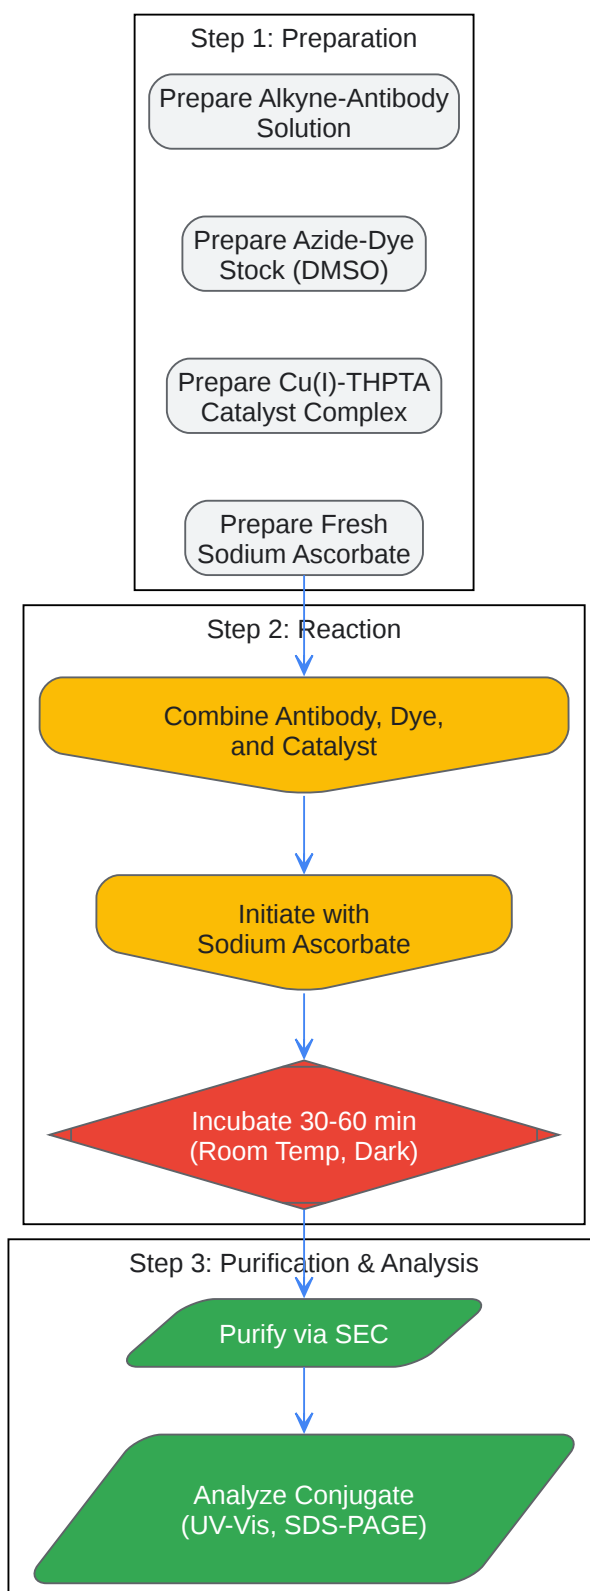 Step 1: Preparation
Prepare Alkyne-Antibody
Solution
Prepare Azide-Dye
Stock (DMSO)
Prepare Cu(I)-THPTA
Catalyst Complex
Prepare Fresh
Sodium Ascorbate
Step 2: Reaction
Combine Antibody, Dye,
and Catalyst
Initiate with
Sodium Ascorbate
Incubate 30-60 min
(Room Temp, Dark)
Step 3: Purification & Analysis
Purify via SEC
Analyze Conjugate
(UV-Vis, SDS-PAGE)